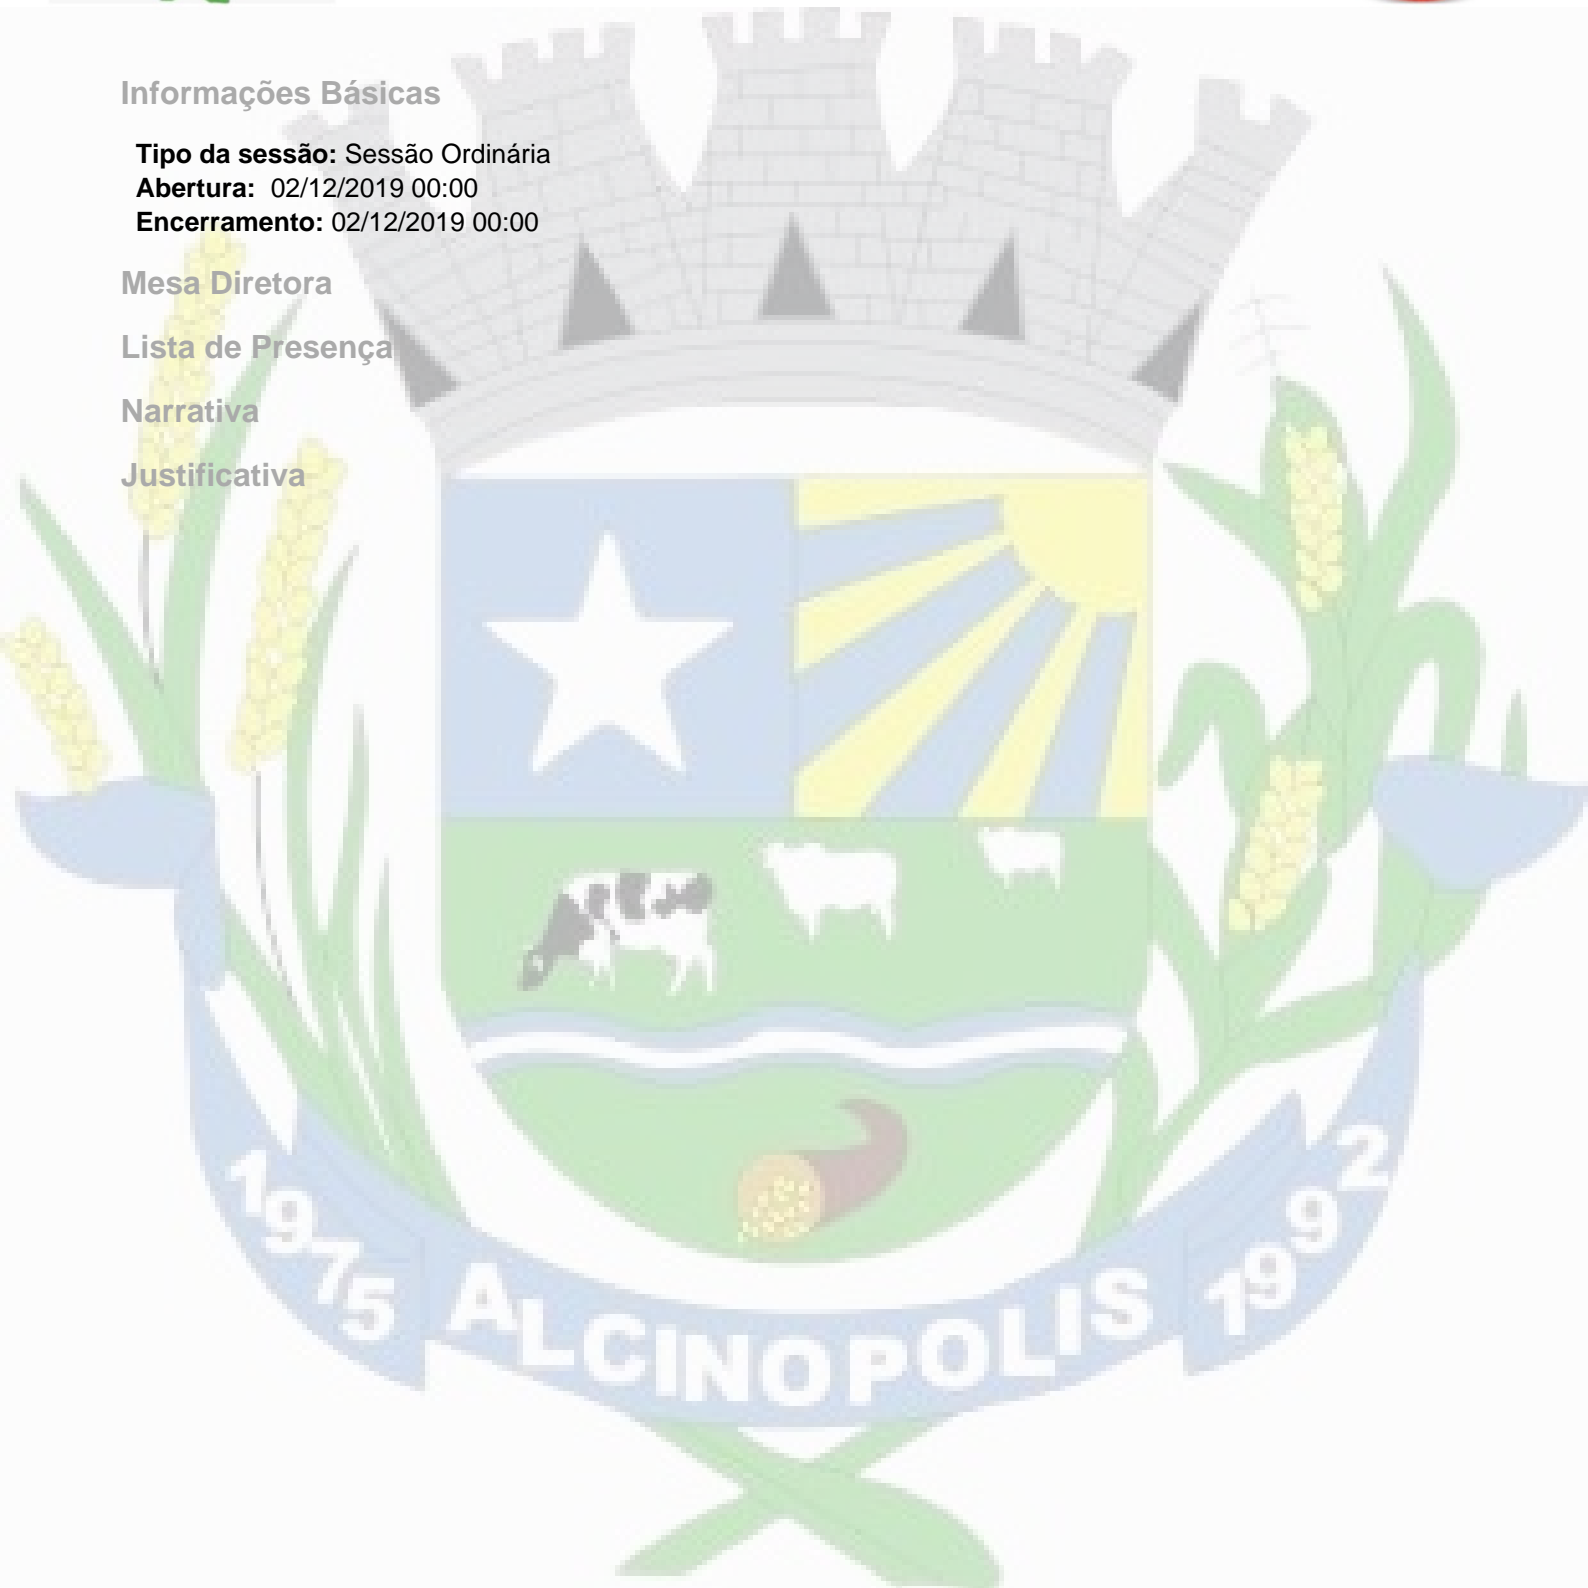 Informações Básicas
Tipo da sessão: Sessão Ordinária
Abertura: 02/12/2019 00:00
Encerramento: 02/12/2019 00:00
Mesa Diretora
Lista de Presença
Narrativa
Justificativa
1975 ALCINOPOLIS 1992